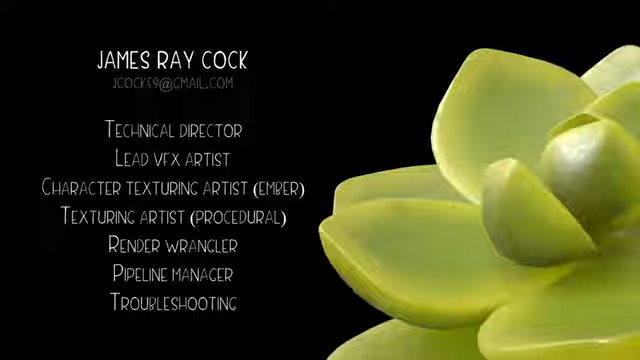 JAMES RAY COCK
JCOCK59@GMAIL.COM
TECHNICAL DIRECTOR
LEAD VFX ARTIST
CHARACTER TEXTURING ARTIST (EMBER)
TEXTURING ARTIST (PROCEDURAL)
RENDER WRANGLER
PIPELINE MANAGER
TROUBLESHOOTING